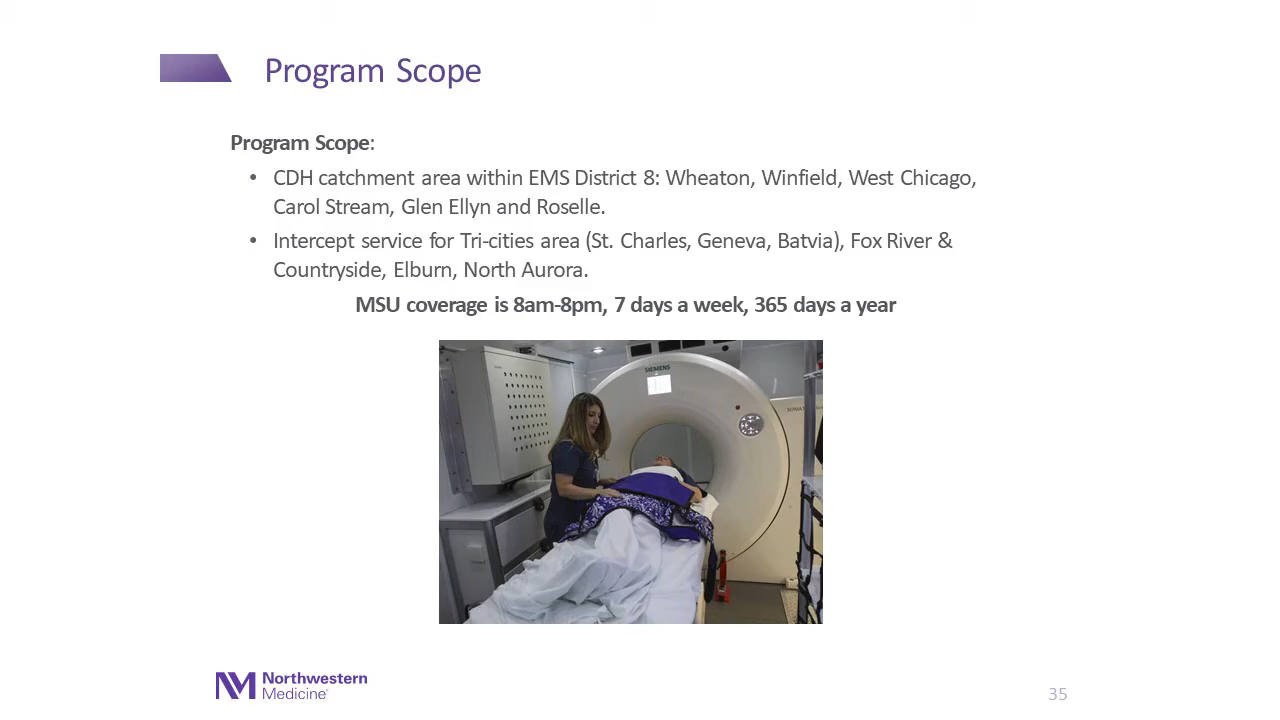 Program Scope
Program Scope:
• CDH catchment area within EMS District 8: Wheaton, Winfield, West Chicago,
Carol Stream, Glen Ellyn and Roselle.
• Intercept service for Tri-cities area (St. Charles, Geneva, Batvia), Fox River &
Countryside, Elburn, North Aurora.
MSU coverage is 8am-8pm, 7 days a week, 365 days a year
SIEMENS
Northwestern
Medicine
35